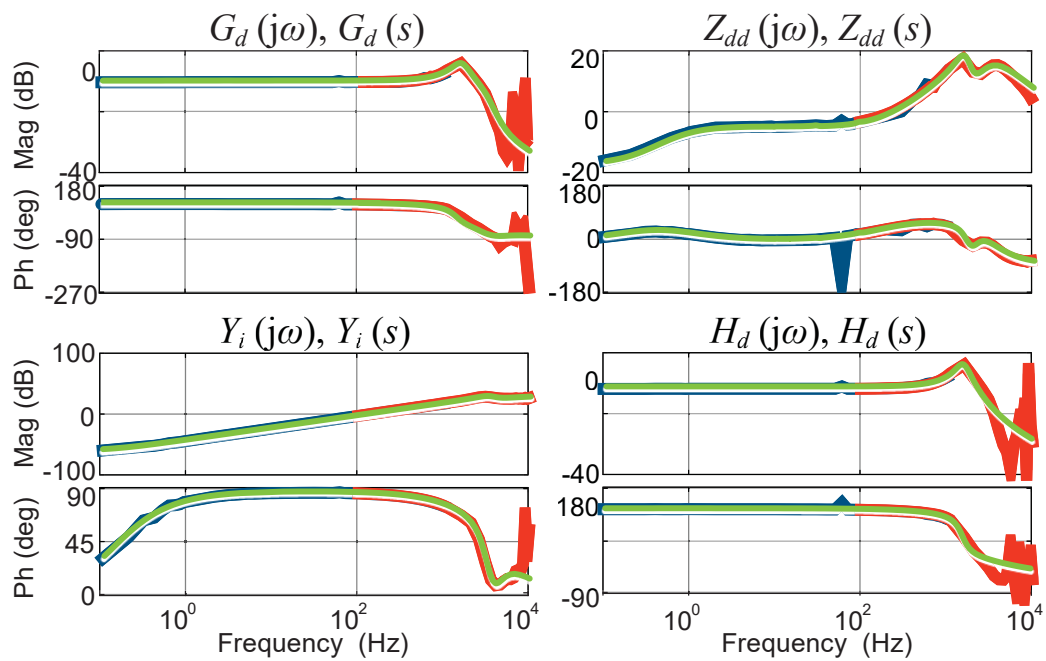 G_d (jω), G_d (s)
Z_dd (jω), Z_dd (s)
Mag (dB)
0
-40
20
0
-20
Ph (deg)
180
-90
-270
180
0
-180
Y_i (jω), Y_i (s)
H_d (jω), H_d (s)
Mag (dB)
100
0
-100
0
-40
Ph (deg)
90
45
0
180
-90
10^0
10^2
10^4
10^0
10^2
10^4
Frequency (Hz)
Frequency (Hz)